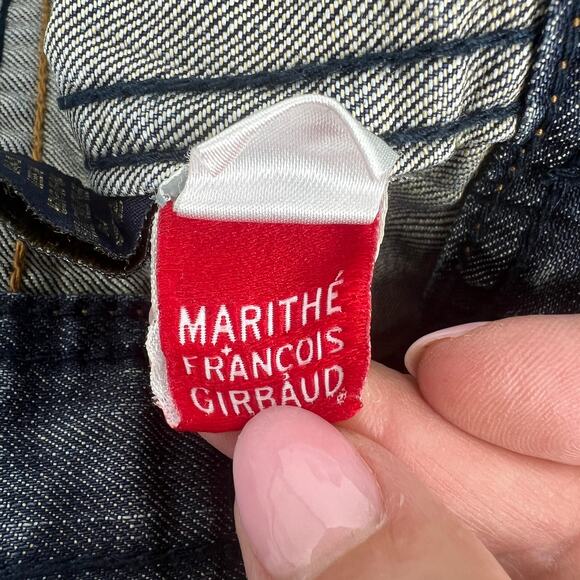 MARITHÉ
+
FRANÇOIS
GIRBAUD